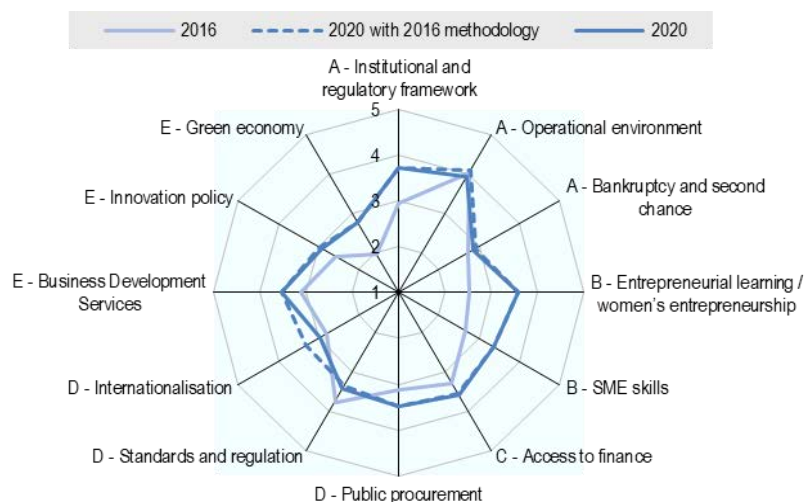 2016
2020 with 2016 methodology
2020
A - Institutional and
regulatory framework
5
E - Green economy
A - Operational environment
4
E - Innovation policy
A - Bankruptcy and second
chance
3
2
E - Business Development
Services
1
B - Entrepreneurial learning /
women's entrepreneurship
D - Internationalisation
B - SME skills
D - Standards and regulation
C - Access to finance
D - Public procurement